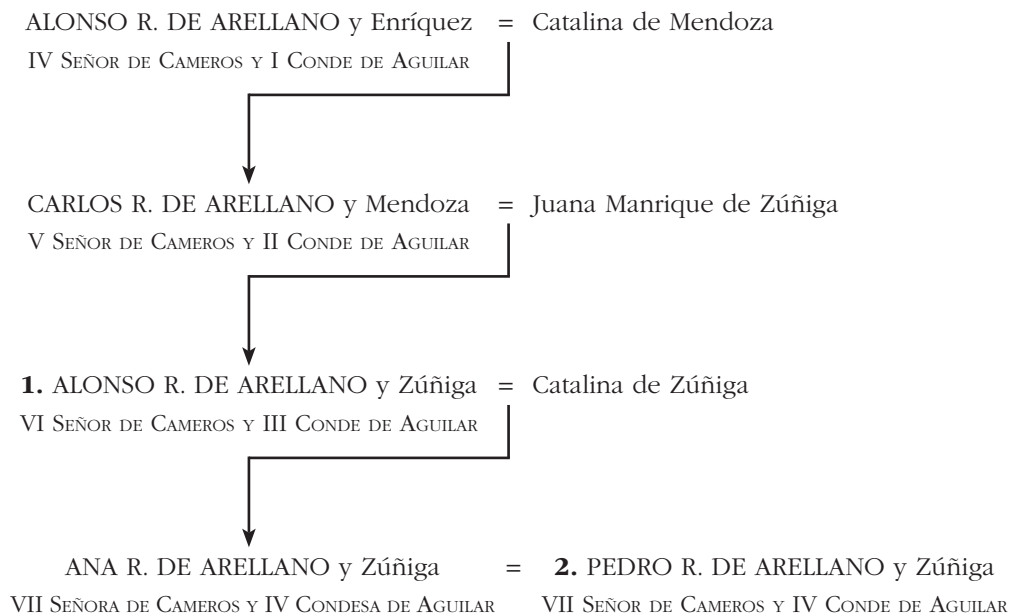 ALONSO R. DE ARELLANO y Enríquez = Catalina de Mendoza
IV Señor de Cameros y I Conde de Aguilar
CARLOS R. DE ARELLANO y Mendoza = Juana Manrique de Zúñiga
V Señor de Cameros y II Conde de Aguilar
1. ALONSO R. DE ARELLANO y Zúñiga = Catalina de Zúñiga
VI Señor de Cameros y III Conde de Aguilar
ANA R. DE ARELLANO y Zúñiga = 2. PEDRO R. DE ARELLANO y Zúñiga
VII Señora de Cameros y IV Condesa de Aguilar VII Señor de Cameros y IV Conde de Aguilar